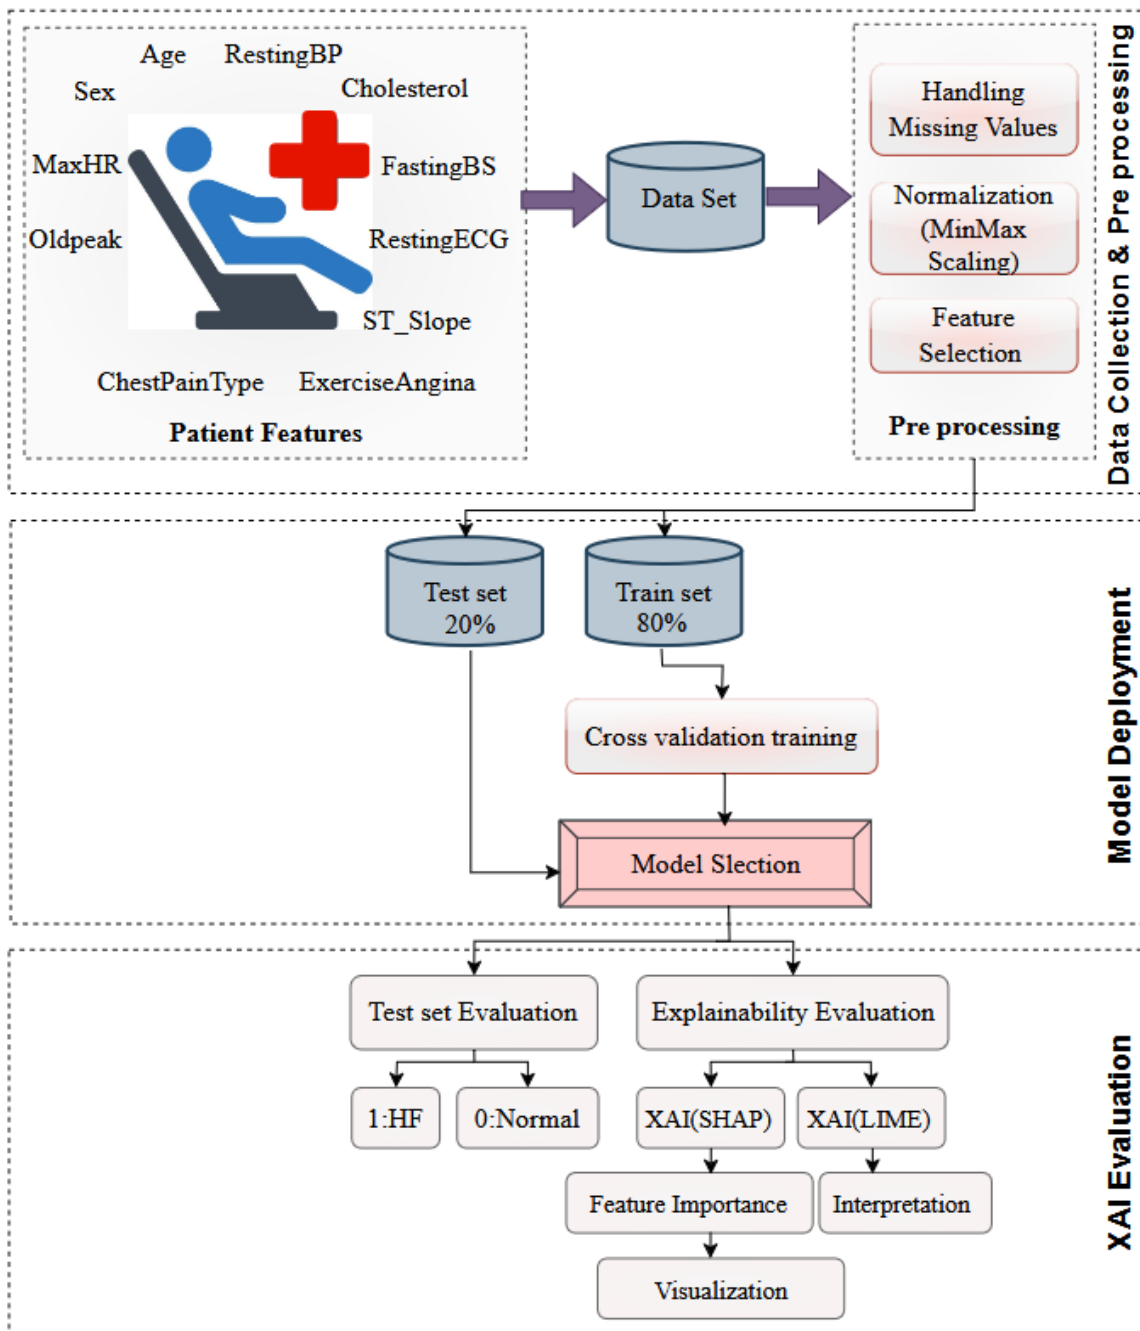 Age
RestingBP
Sex
Cholesterol
MaxHR
FastingBS
Oldpeak
RestingECG
ST_Slope
ChestPainType
ExerciseAngina
Patient Features
Data Set
Handling
Missing Values
Normalization
(MinMax
Scaling)
Feature
Selection
Pre processing
Data Collection & Pre processing
Test set
20%
Train set
80%
Cross validation training
Model Slection
Model Deployment
Test set Evaluation
Explainability Evaluation
1:HF
0:Normal
XAI(SHAP)
XAI(LIME)
Feature Importance
Interpretation
Visualization
XAI Evaluation